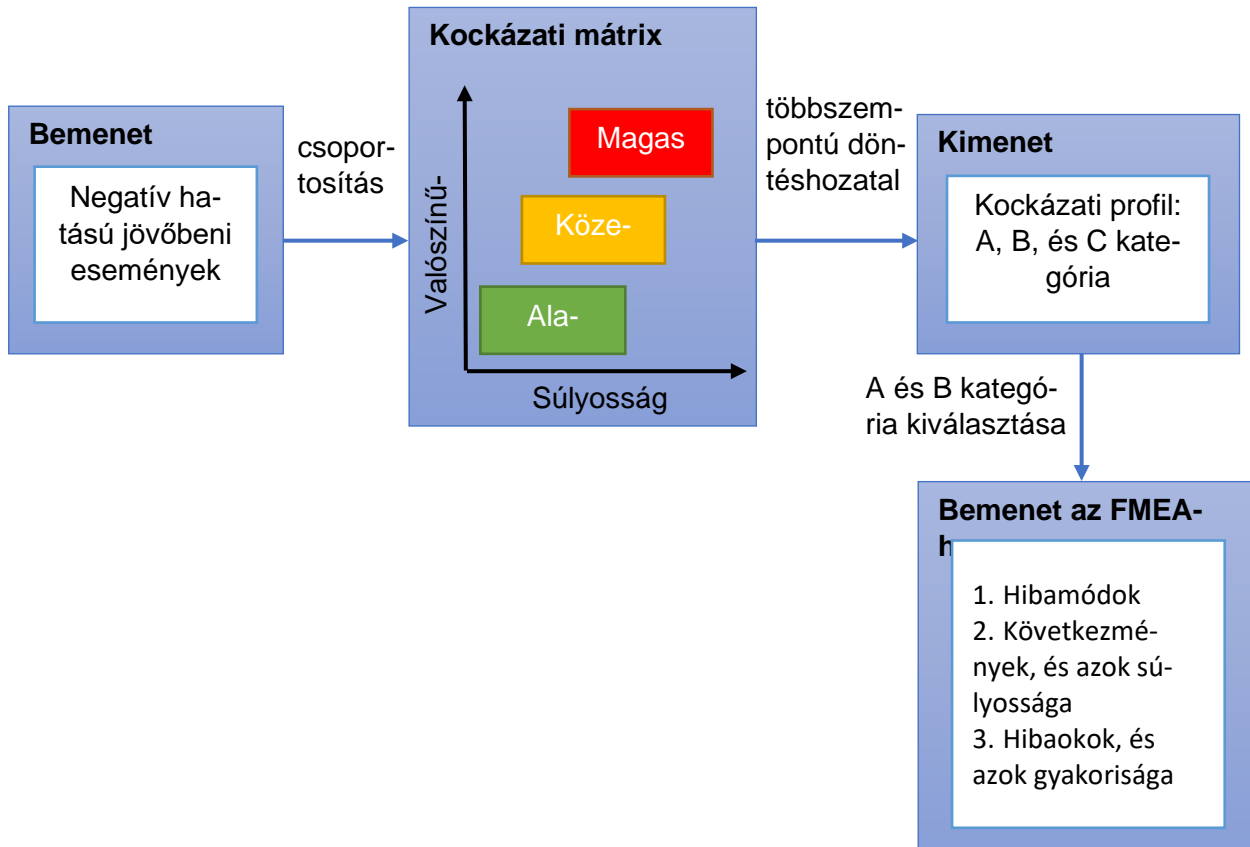 Bemenet
Negatív ha-
tású jövőbeni
események
csopor-
tosítás
Kockázati mátrix
Valószínű-
Magas
Köze-
Ala-
Súlyosság
többszem-
pontú dön-
téshozatal
Kimenet
Kockázati profil:
A, B, és C kate-
gória
A és B kategó-
ria kiválasztása
Bemenet az FMEA-
1. Hibamódok
2. Következmé-
nyek, és azok sú-
lyossága
3. Hibaokok, és
azok gyakorisága